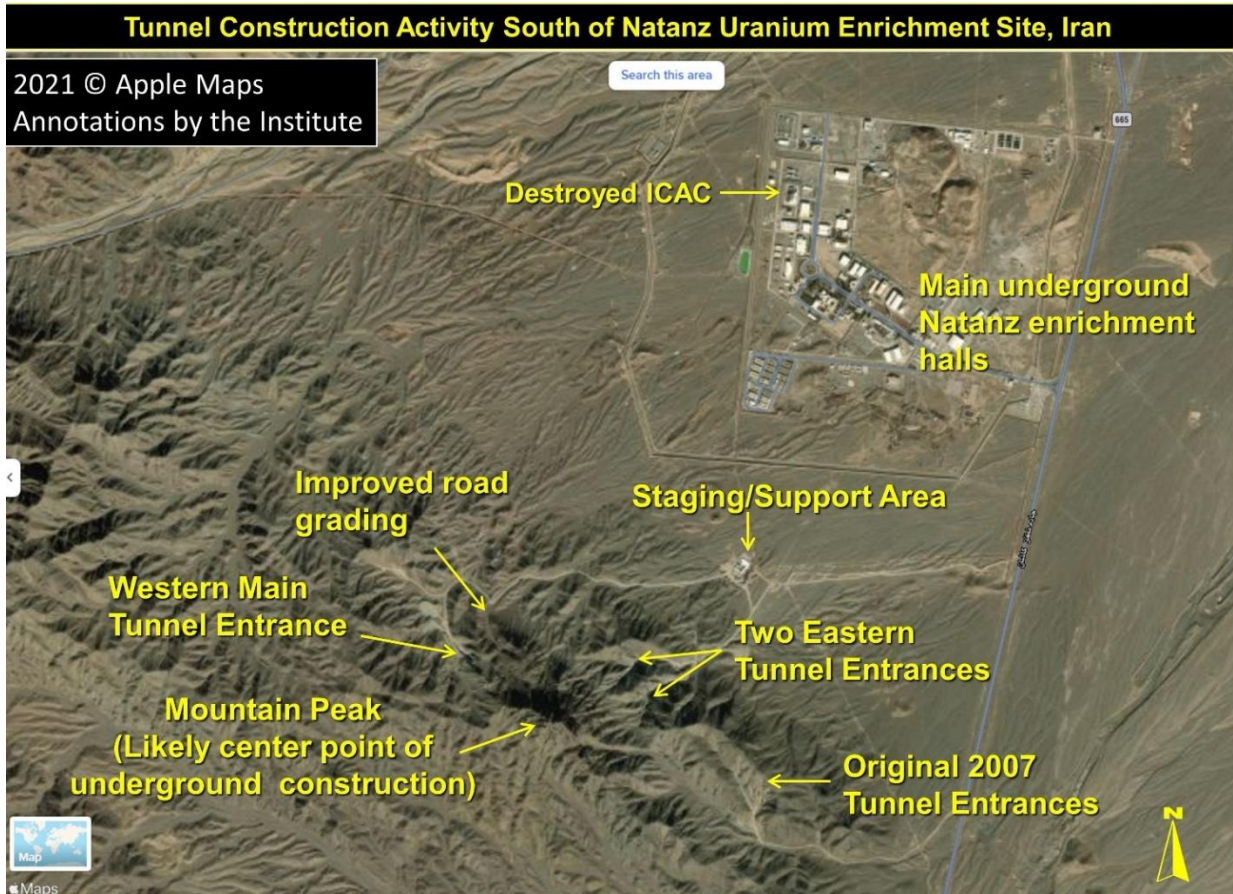 Tunnel Construction Activity South of Natanz Uranium Enrichment Site, Iran
2021 © Apple Maps
Annotations by the Institute
Search this area
665
Destroyed ICAC
Main underground
Natanz enrichment
halls
Improved road
grading
Staging/Support Area
Western Main
Tunnel Entrance
Two Eastern
Tunnel Entrances
Mountain Peak
(Likely center point of
underground construction)
Original 2007
Tunnel Entrances
N
Map
Maps